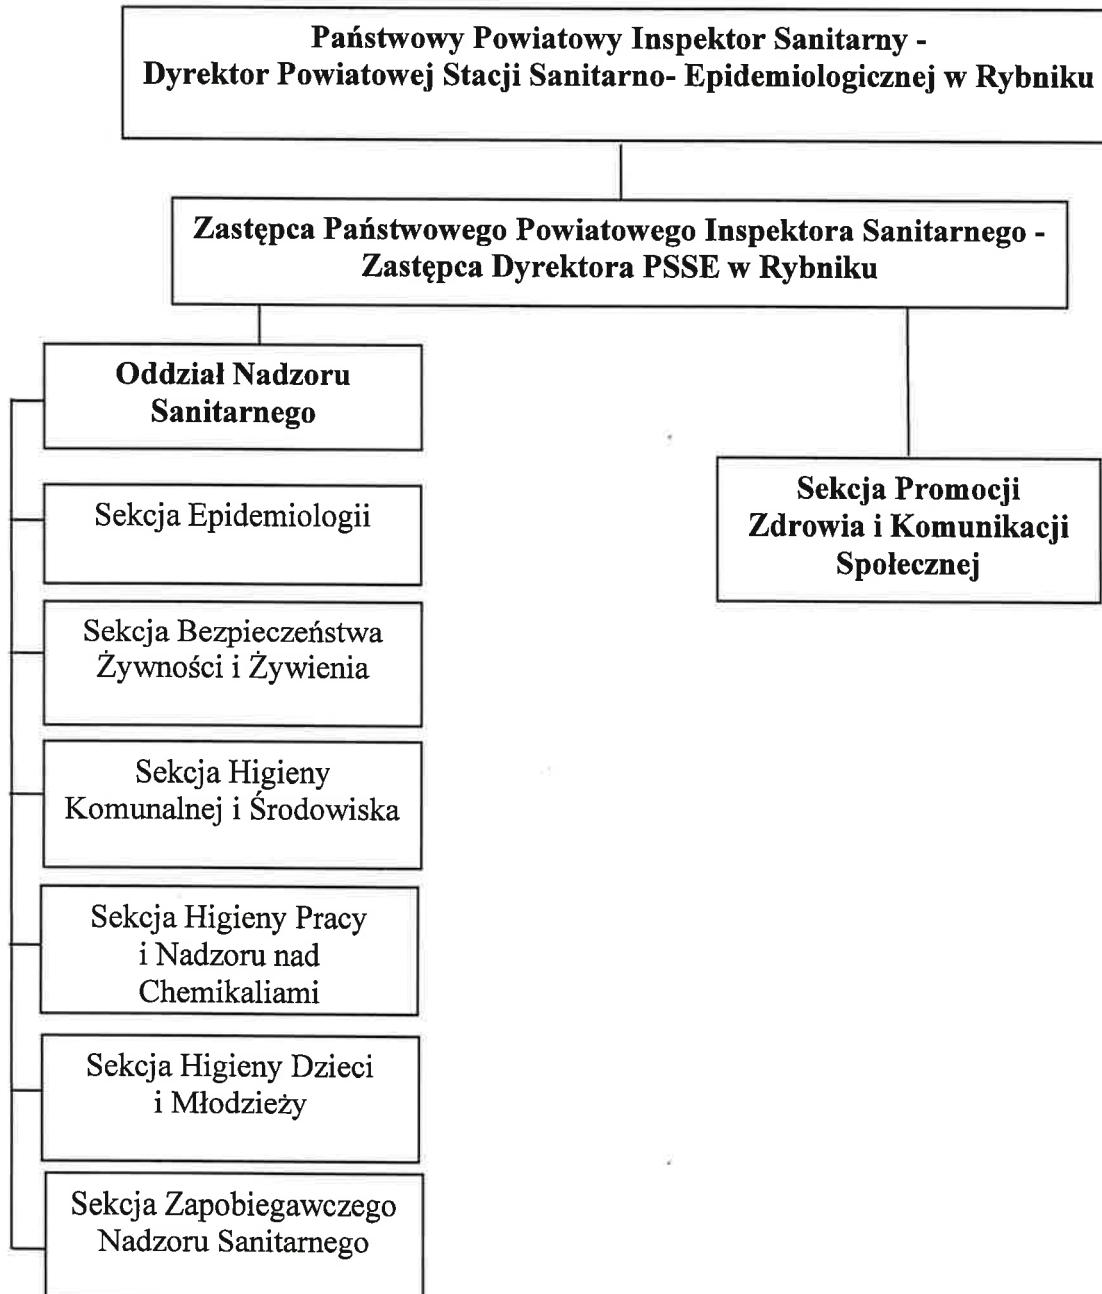 Państwowy Powiatowy Inspektor Sanitarny -
Dyrektor Powiatowej Stacji Sanitarno- Epidemiologicznej w Rybniku
Zastępca Państwowego Powiatowego Inspektora Sanitarnego -
Zastępca Dyrektora PSSE w Rybniku
Oddział Nadzoru
Sanitarnego
Sekcja Epidemiologii
Sekcja Bezpieczeństwa
Żywności i Żywienia
Sekcja Higieny
Komunalnej i Środowiska
Sekcja Higieny Pracy
i Nadzoru nad
Chemikaliami
Sekcja Higieny Dzieci
i Młodzieży
Sekcja Zapobiegawczego
Nadzoru Sanitarnego
Sekcja Promocji
Zdrowia i Komunikacji
Społecznej